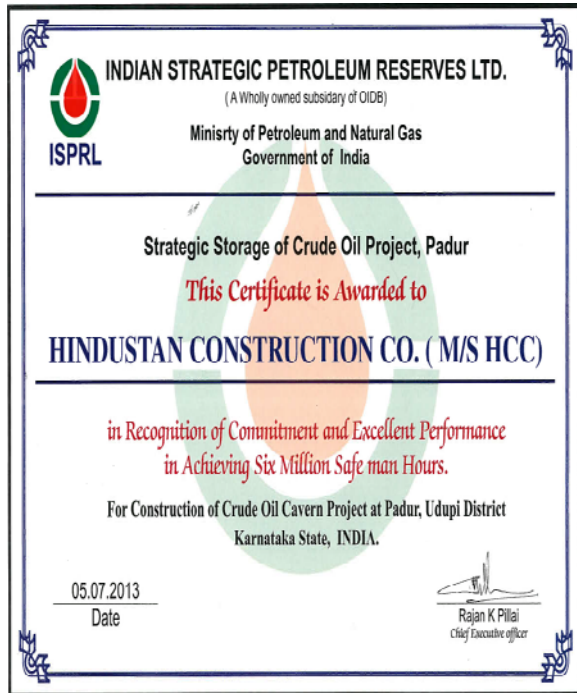 INDIAN STRATEGIC PETROLEUM RESERVES LTD.
( A Wholly owned subsidary of OIDB)
Minisrty of Petroleum and Natural Gas
Government of India
ISPRL
Strategic Storage of Crude Oil Project, Padur
This Certificate is Awarded to
HINDUSTAN CONSTRUCTION CO. ( M/S HCC)
in Recognition of Commitment and Excellent Performance
in Achieving Six Million Safe man Hours.
For Construction of Crude Oil Cavern Project at Padur, Udupi District
Karnataka State, INDIA.
05.07.2013
Date
Rajan K Pillai
Chief Executive officer